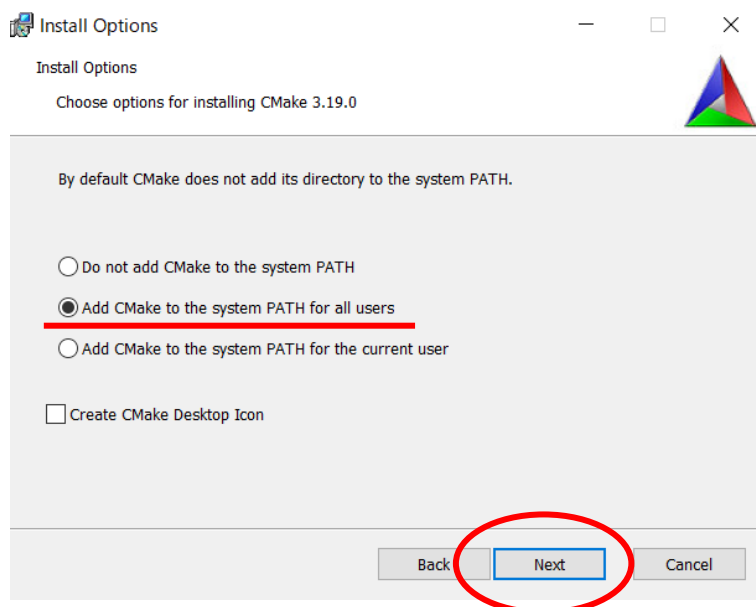 Install Options
Install Options
Choose options for installing CMake 3.19.0
By default CMake does not add its directory to the system PATH.
Do not add CMake to the system PATH
Add CMake to the system PATH for all users
Add CMake to the system PATH for the current user
Create CMake Desktop Icon
Back Next Cancel